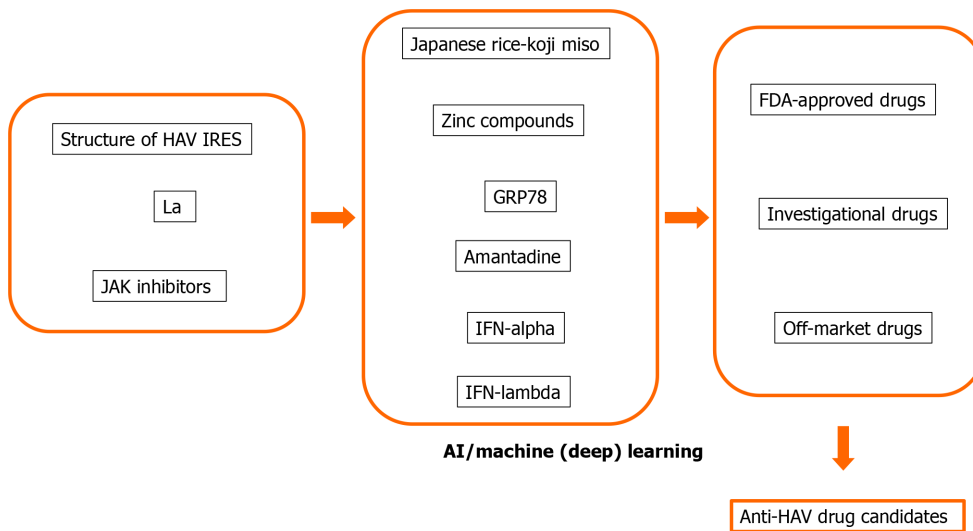 Structure of HAV IRES
La
JAK inhibitors
Japanese rice-koji miso
Zinc compounds
GRP78
Amantadine
IFN-alpha
IFN-lambda
AI/machine (deep) learning
FDA-approved drugs
Investigational drugs
Off-market drugs
Anti-HAV drug candidates